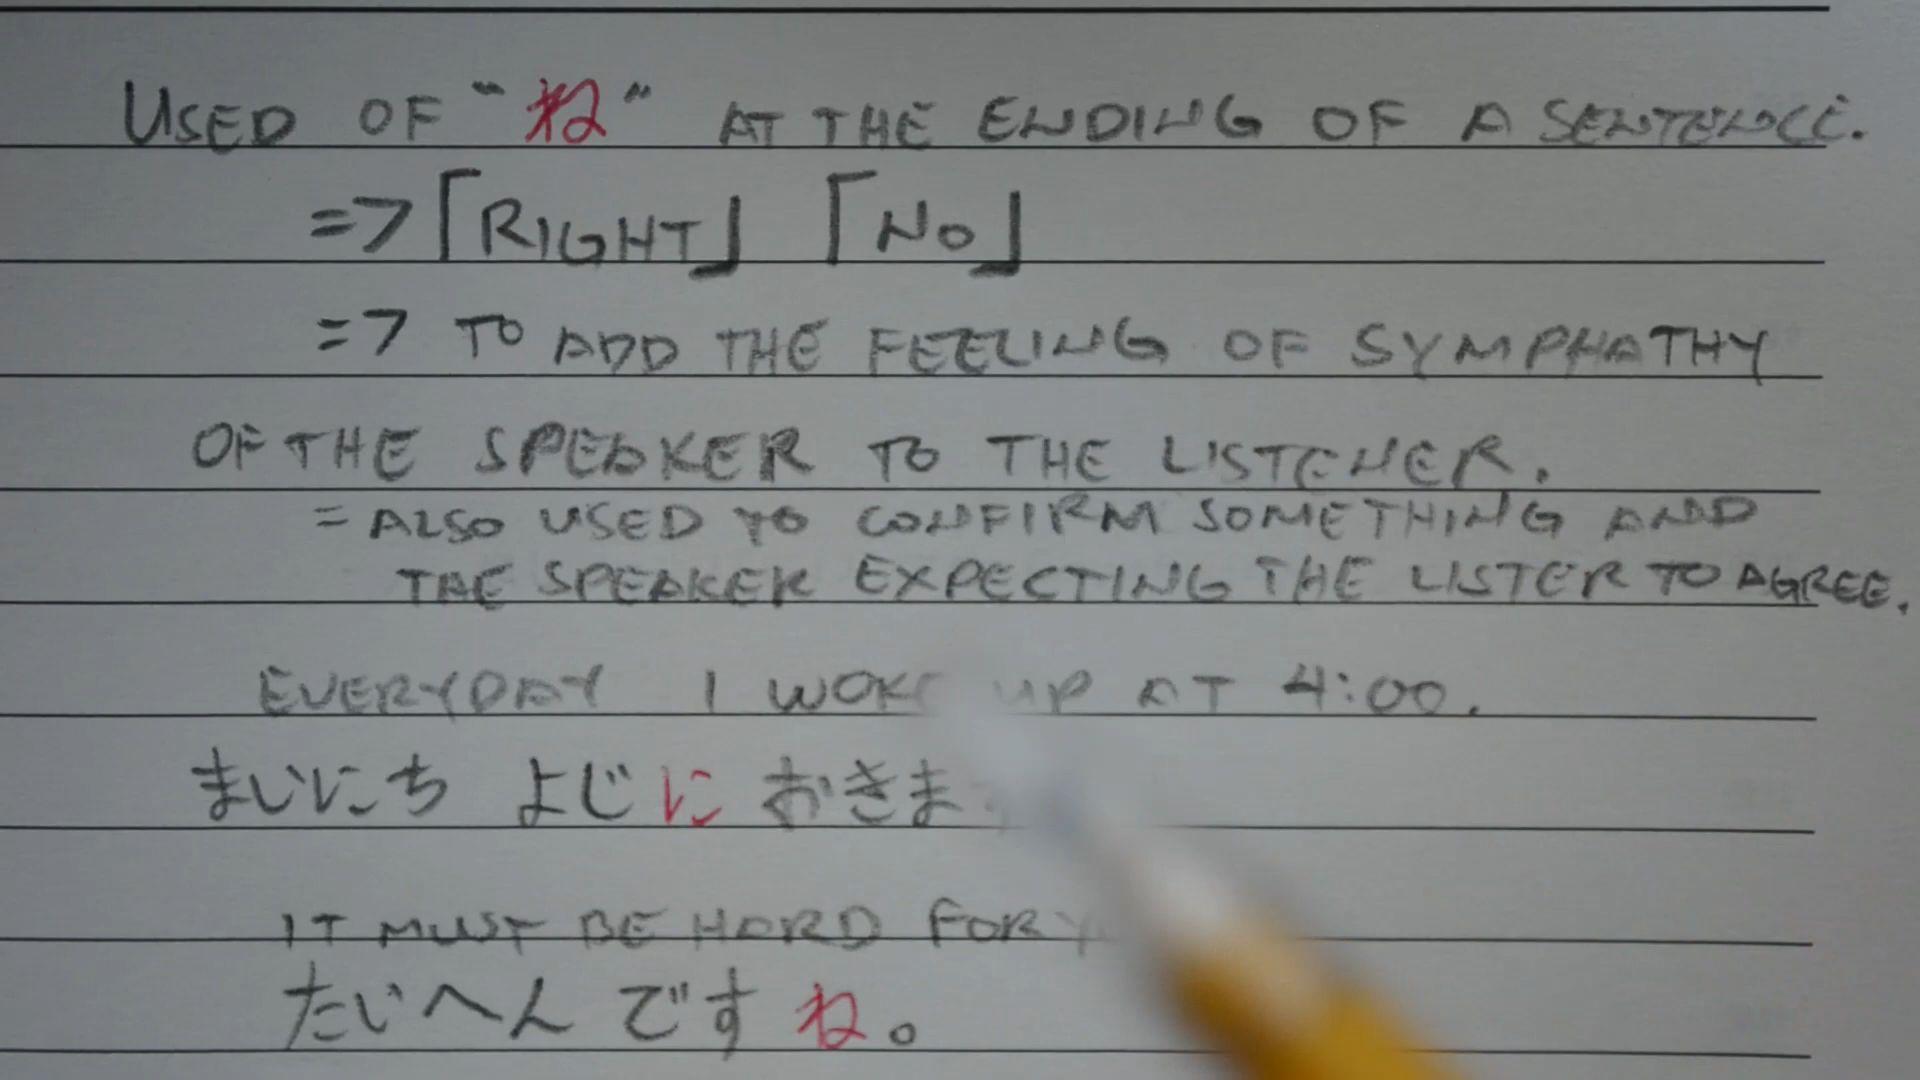 USED OF "ね" AT THE ENDING OF A SENTENCE.
=> 「RIGHT」 「NO」
=> TO ADD THE FEELING OF SYMPHATHY
OF THE SPEAKER TO THE LISTENER.
= ALSO USED TO CONFIRM SOMETHING AND
THE SPEAKER EXPECTING THE LISTER TO AGREE.
EVERYDAY I WOKE UP AT 4:00.
まいにち よじに おきま
IT MUST BE HARD FOR
たいへん です ね。